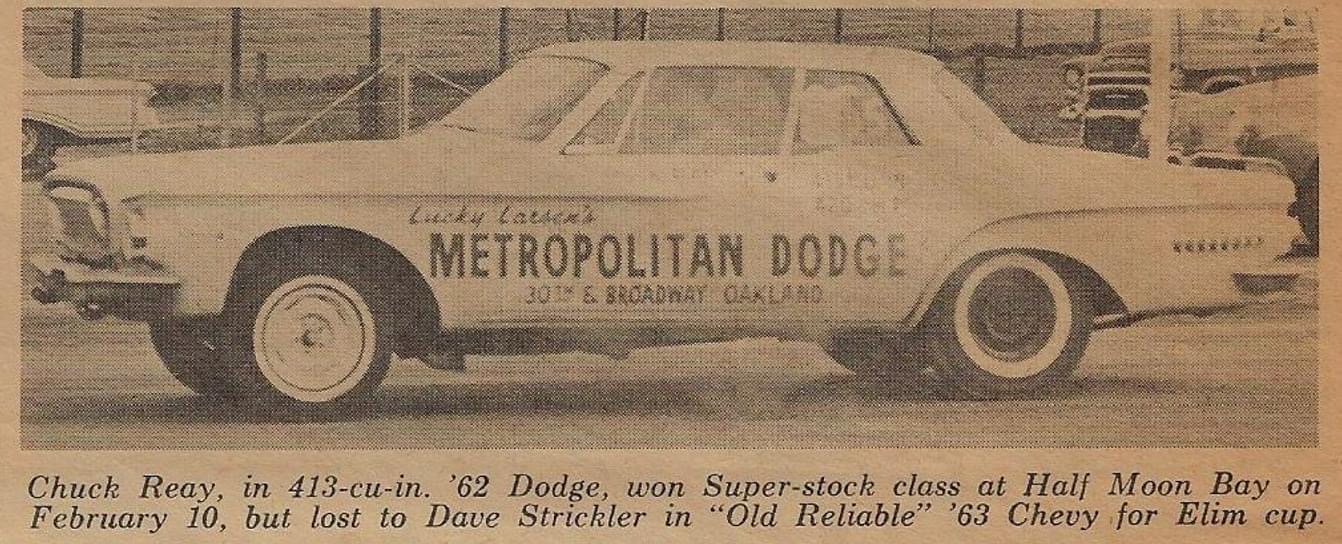 Lucky Larsen's
METROPOLITAN DODGE
30TH & BROADWAY OAKLAND
Chuck Reay, in 413-cu-in. '62 Dodge, won Super-stock class at Half Moon Bay on
February 10, but lost to Dave Strickler in "Old Reliable" '63 Chevy for Elim cup.